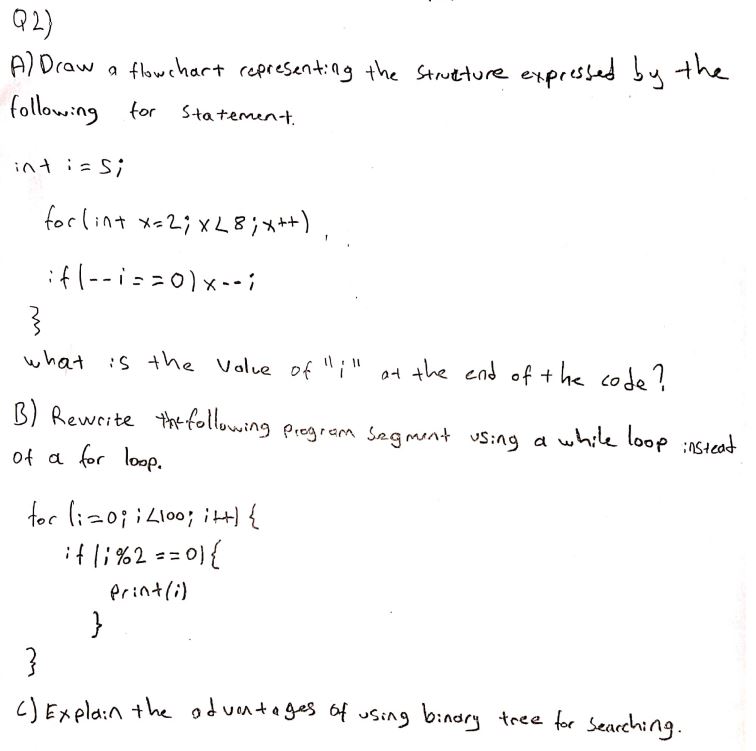 Q2)
A) Draw a flowchart representing the structure expressed by the
following for statement.
int i = 5;
for(int x=2; x<8; x++)
if(--i==0) x--;
}
what is the value of "i" at the end of the code?
B) Rewrite the following program segment using a while loop instead
of a for loop.
for (i=0; i<100; i++) {
if (i%2 ==0) {
print(i)
}
}
C) Explain the advantages of using binary tree for searching.